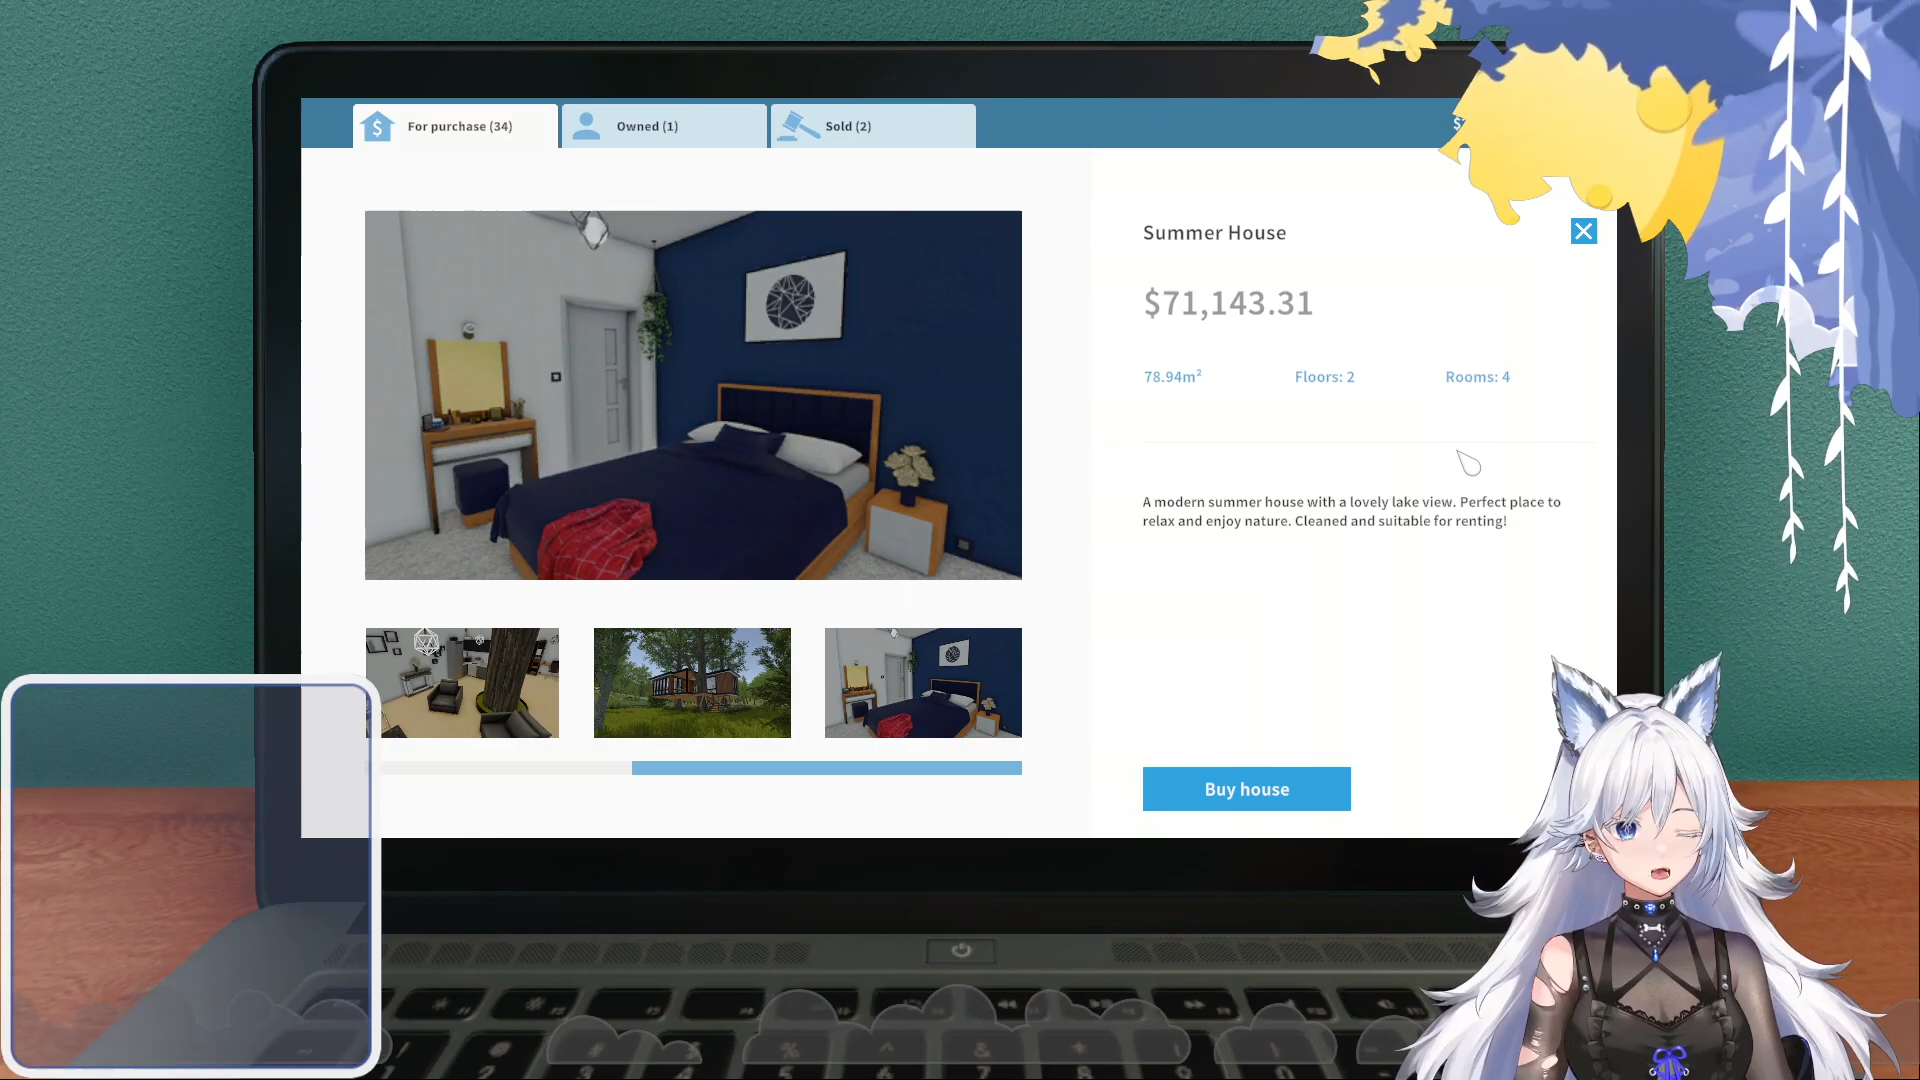 For purchase (34)
Owned (1)
Sold (2)
$
Summer House
$71,143.31
78.94m²
Floors: 2
Rooms: 4
A modern summer house with a lovely lake view. Perfect place to
relax and enjoy nature. Cleaned and suitable for renting!
Buy house